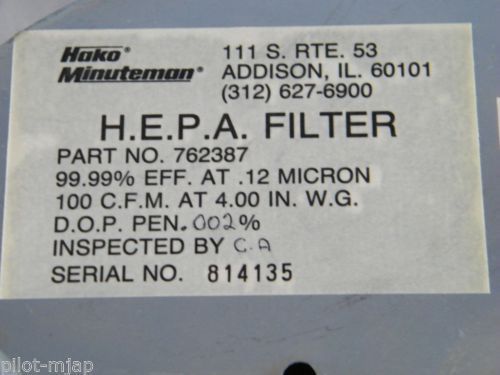 Hako® 111 S. RTE. 53
Minuteman® ADDISON, IL. 60101
(312) 627-6900
H.E.P.A. FILTER
PART NO. 762387
99.99% EFF. AT .12 MICRON
100 C.F.M. AT 4.00 IN. W.G.
D.O.P. PEN. .002%
INSPECTED BY C.A
SERIAL NO. 814135
pilot-mjap